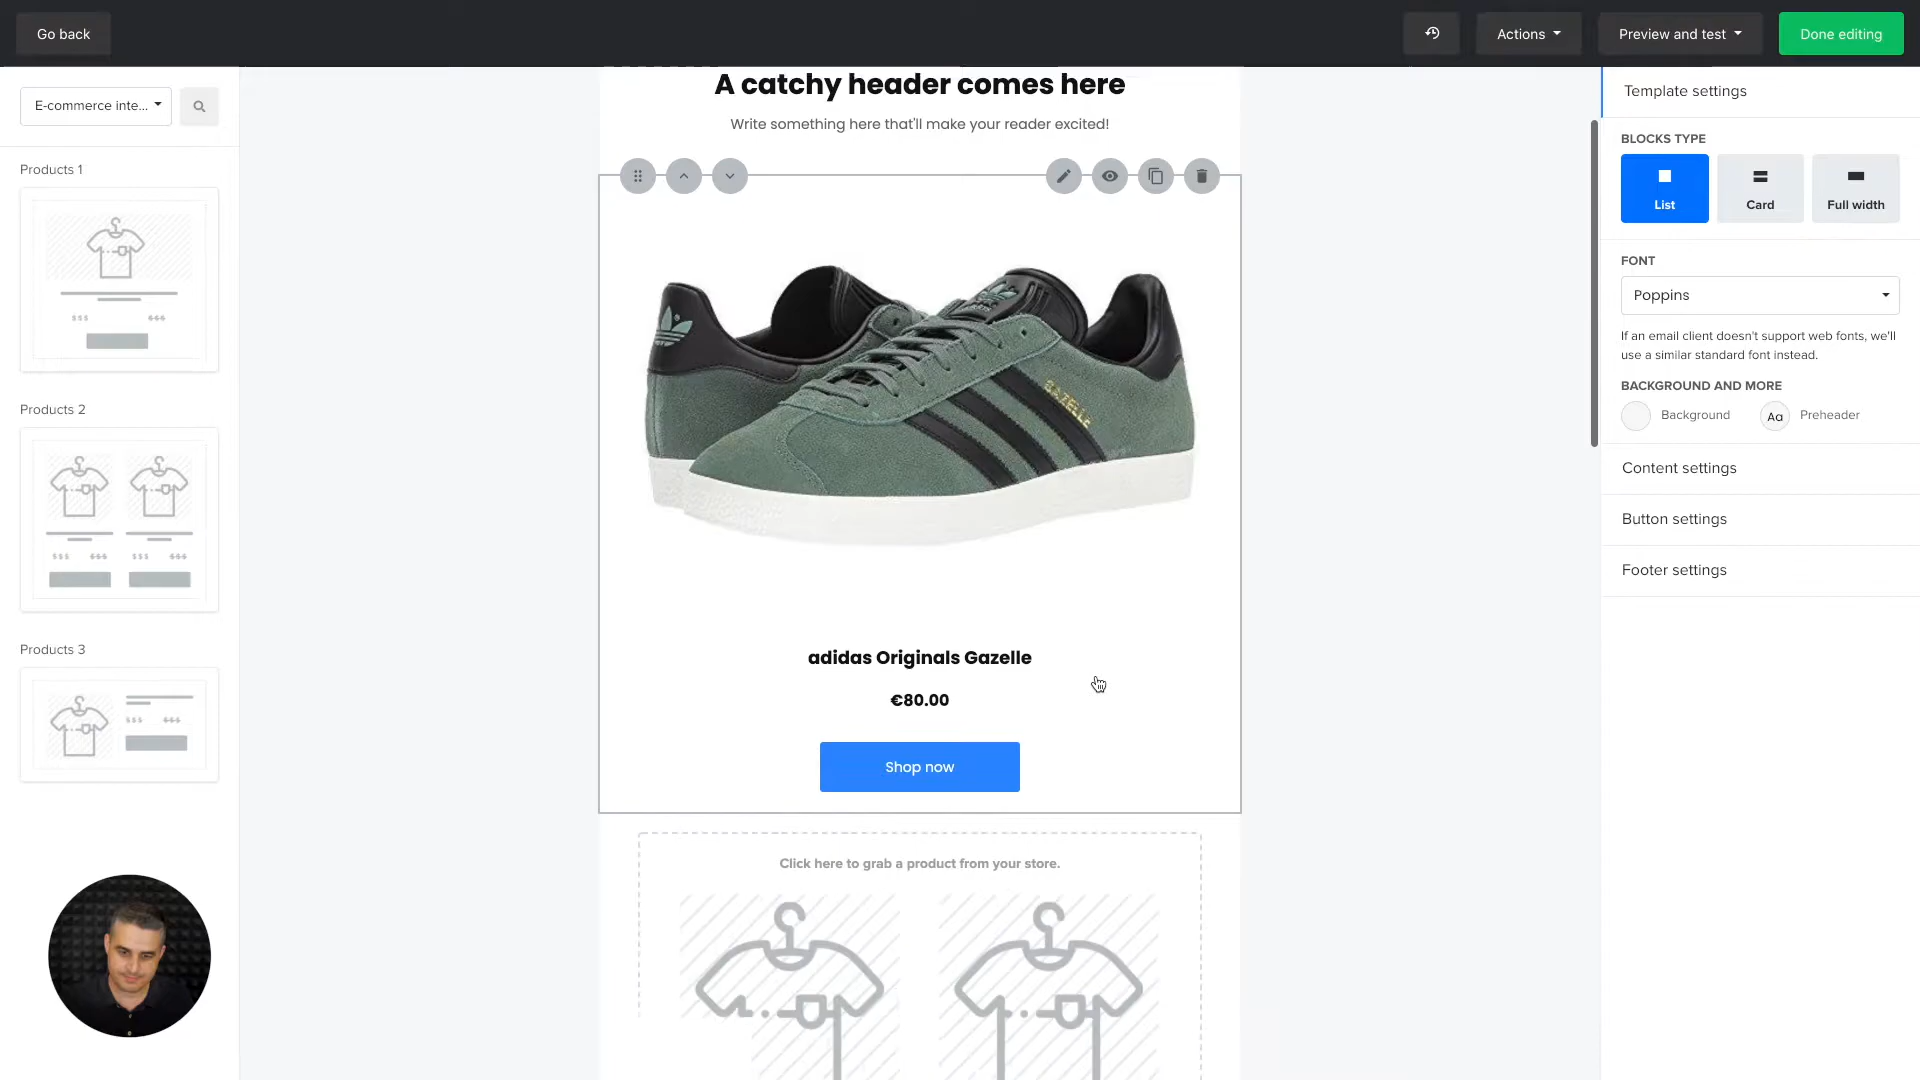 Go back
Actions
Preview and test
Done editing
E-commerce inte...
Products 1
$$$ $$$
Products 2
$$$ $$$ $$$ $$$
Products 3
$$$ $$$
A catchy header comes here
Write something here that'll make your reader excited!
GAZELLE
adidas Originals Gazelle
€80.00
Shop now
Click here to grab a product from your store.
Template settings
BLOCKS TYPE
List
Card
Full width
FONT
Poppins
If an email client doesn't support web fonts, we'll
use a similar standard font instead.
BACKGROUND AND MORE
Background
Aa Preheader
Content settings
Button settings
Footer settings